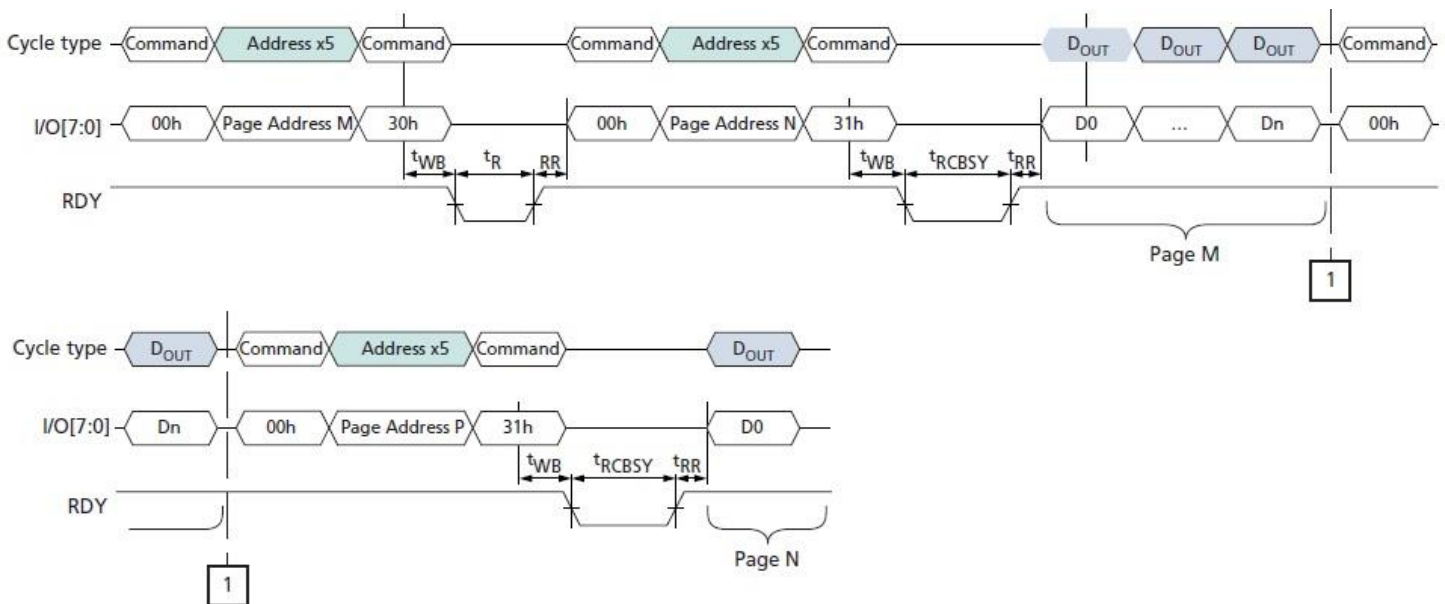 Cycle type Command Address x5 Command Command Address x5 Command DOUT DOUT DOUT Command
I/O[7:0] 00h Page Address M 30h 00h Page Address N 31h D0 ... Dn 00h
tWB tR RR tWB tRCBSY tRR
RDY
Page M
1
Cycle type DOUT Command Address x5 Command DOUT
I/O[7:0] Dn 00h Page Address P 31h D0
tWB tRCBSY tRR
RDY
Page N
1